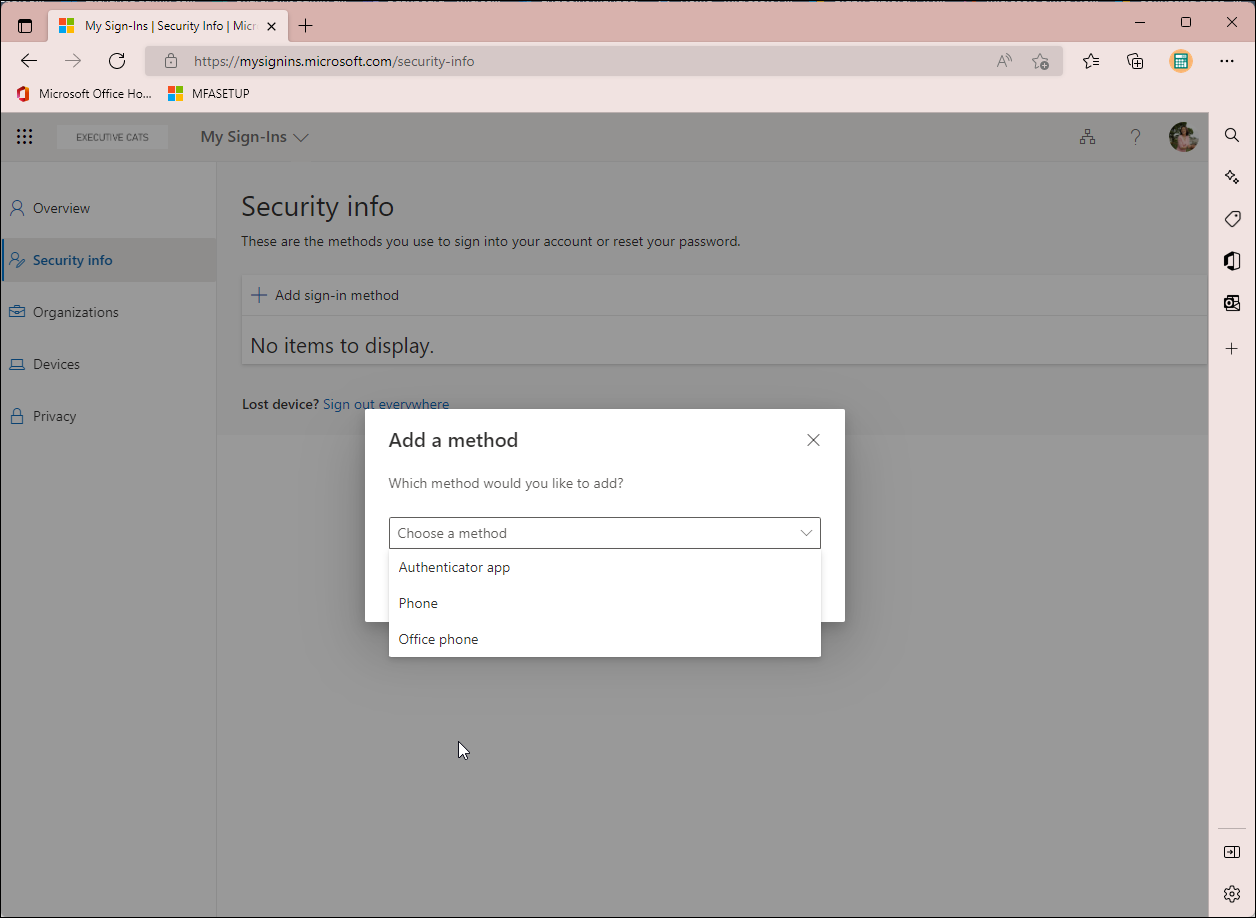 My Sign-Ins | Security Info | Micr
https://mysignins.microsoft.com/security-info
Microsoft Office Ho...
MFASETUP
EXECUTIVE CATS
My Sign-Ins
Overview
Security info
Organizations
Devices
Privacy
Security info
These are the methods you use to sign into your account or reset your password.
Add sign-in method
No items to display.
Lost device? Sign out everywhere
Add a method
Which method would you like to add?
Choose a method
Authenticator app
Phone
Office phone